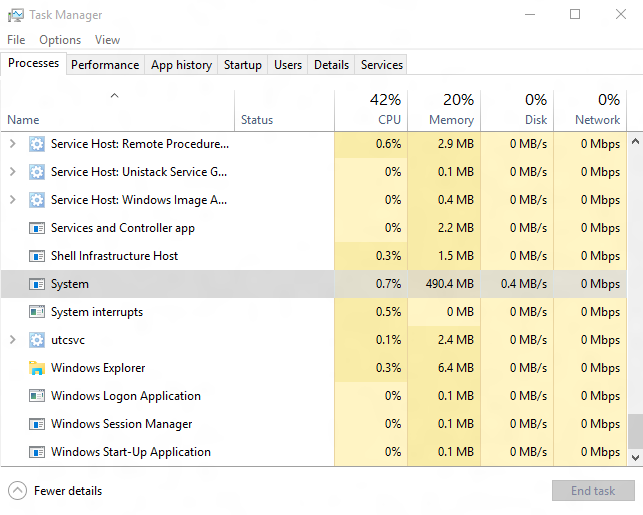 Task Manager
File Options View
Processes Performance App history Startup Users Details Services
42% 20% 0% 0%
Name Status CPU Memory Disk Network
Service Host: Remote Procedure... 0.6% 2.9 MB 0 MB/s 0 Mbps
Service Host: Unistack Service G... 0% 0.1 MB 0 MB/s 0 Mbps
Service Host: Windows Image A... 0% 0.4 MB 0 MB/s 0 Mbps
Services and Controller app 0% 2.2 MB 0 MB/s 0 Mbps
Shell Infrastructure Host 0.3% 1.5 MB 0 MB/s 0 Mbps
System 0.7% 490.4 MB 0.4 MB/s 0 Mbps
System interrupts 0.5% 0 MB 0 MB/s 0 Mbps
utcsvc 0.1% 2.4 MB 0 MB/s 0 Mbps
Windows Explorer 0.3% 6.4 MB 0 MB/s 0 Mbps
Windows Logon Application 0% 0.1 MB 0 MB/s 0 Mbps
Windows Session Manager 0% 0.1 MB 0 MB/s 0 Mbps
Windows Start-Up Application 0% 0.1 MB 0 MB/s 0 Mbps
Fewer details End task